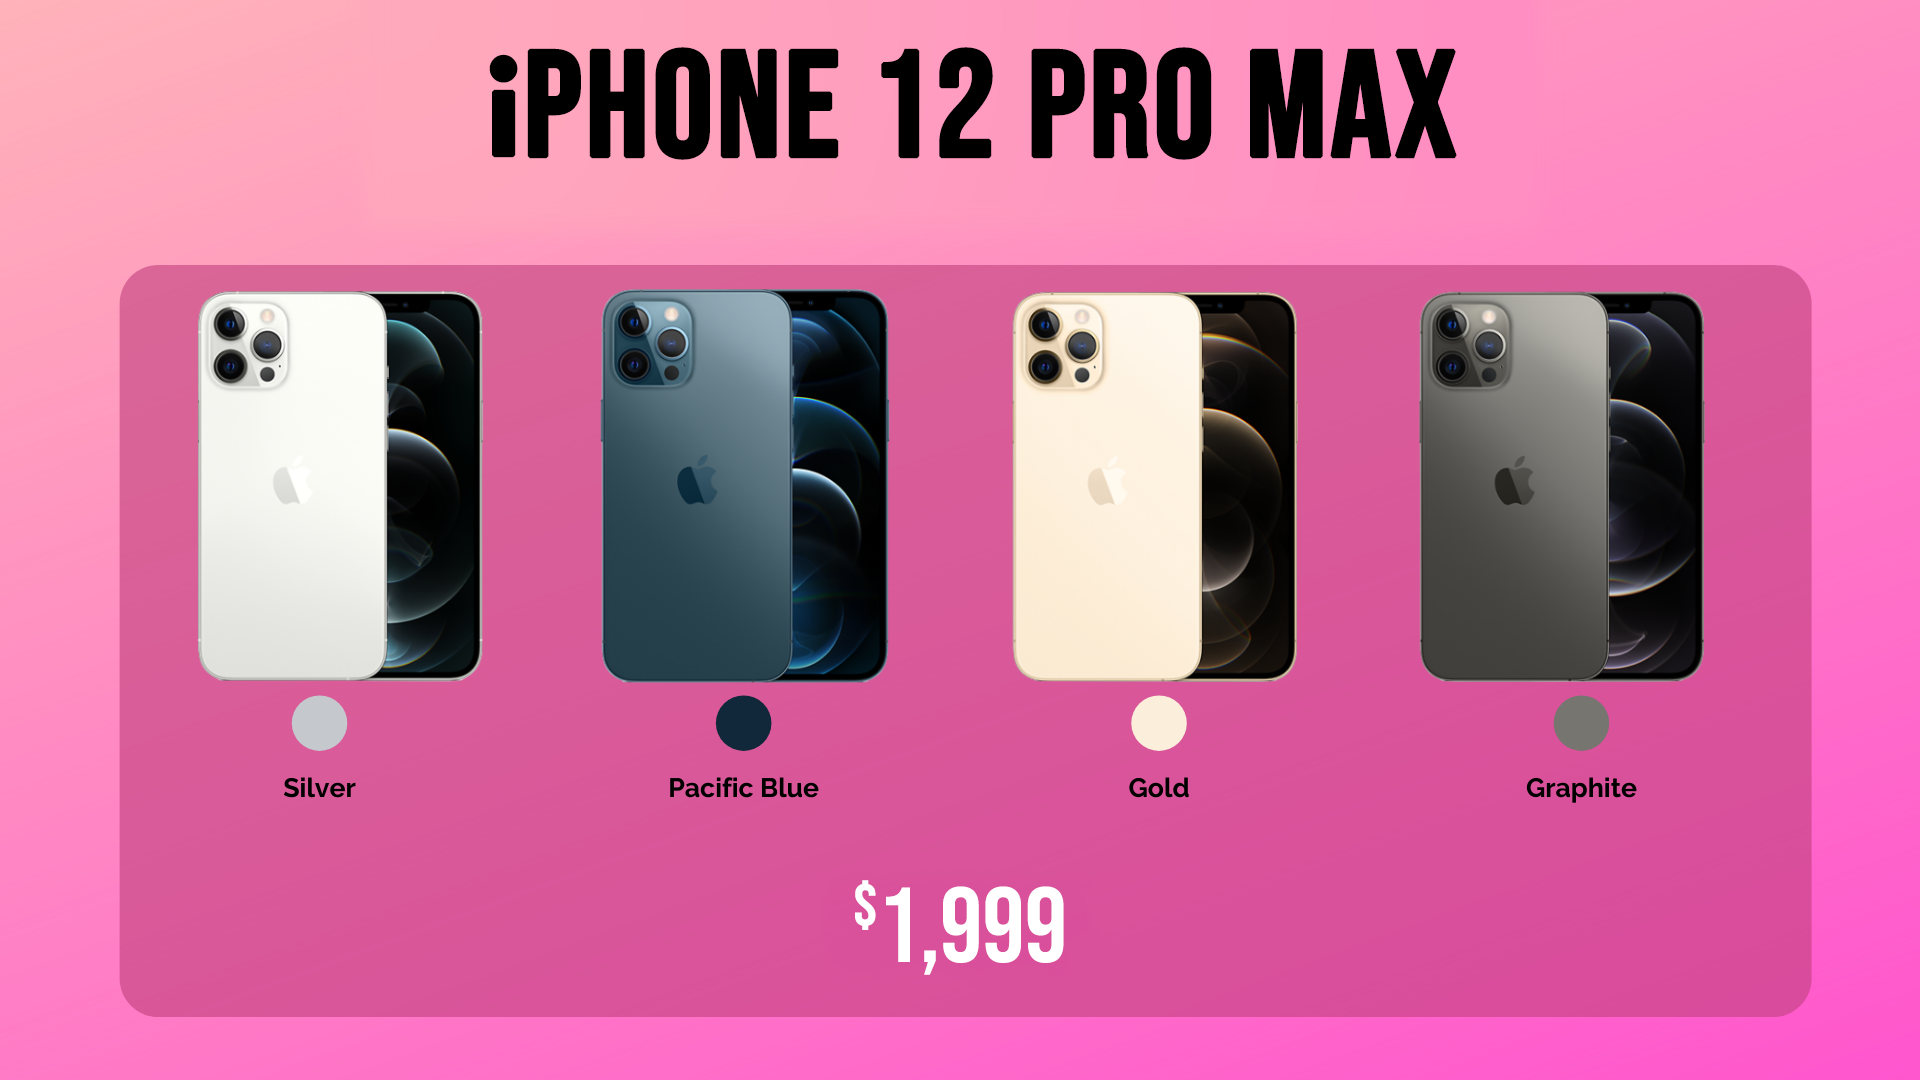 iPHONE 12 PRO MAX
Silver
Pacific Blue
Gold
Graphite
$1,999